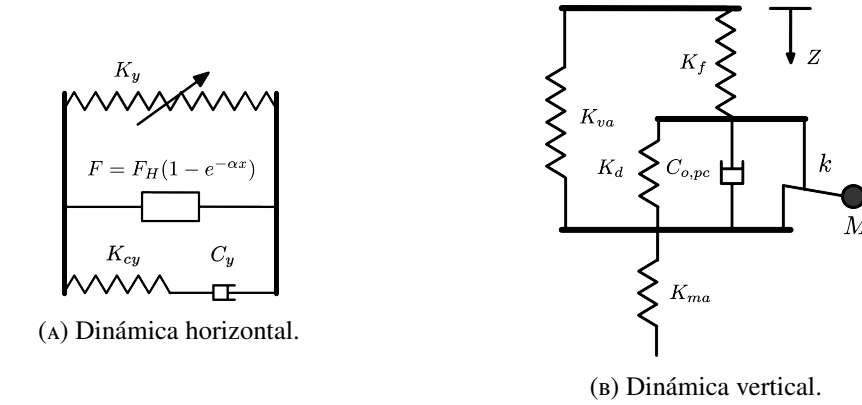 K_y
F = F_H(1 − e^{−αx})
K_{cy} C_y
(A) Dinámica horizontal.
Z
K_f
K_{va}
K_d C_{o,pc} k
M
K_{ma}
(B) Dinámica vertical.